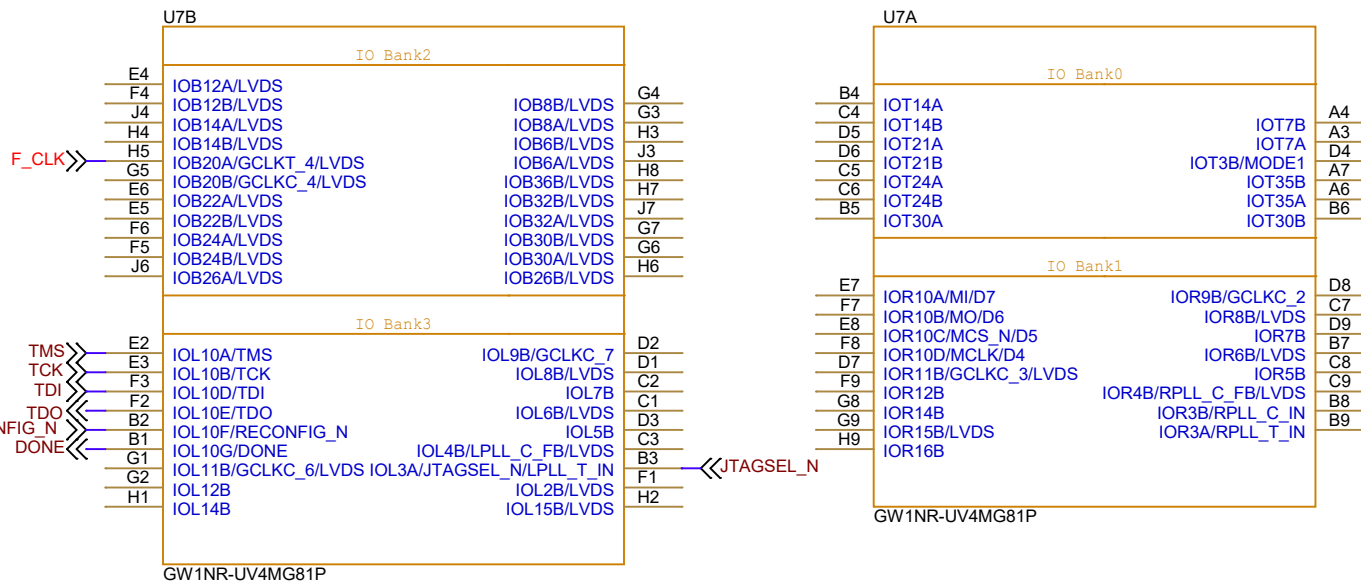 U7B
IO Bank2
E4 IOB12A/LVDS
F4 IOB12B/LVDS IOB8B/LVDS G4
J4 IOB14A/LVDS IOB8A/LVDS G3
H4 IOB14B/LVDS IOB6B/LVDS H3
F_CLK H5 IOB20A/GCLKT_4/LVDS IOB6A/LVDS J3
G5 IOB20B/GCLKC_4/LVDS IOB36B/LVDS H8
E6 IOB22A/LVDS IOB32B/LVDS H7
E5 IOB22B/LVDS IOB32A/LVDS J7
F6 IOB24A/LVDS IOB30B/LVDS G7
F5 IOB24B/LVDS IOB30A/LVDS G6
J6 IOB26A/LVDS IOB26B/LVDS H6
IO Bank3
TMS E2 IOL10A/TMS IOL9B/GCLKC_7 D2
TCK E3 IOL10B/TCK IOL8B/LVDS D1
TDI F3 IOL10D/TDI IOL7B C2
TDO F2 IOL10E/TDO IOL6B/LVDS C1
NFIG_N B2 IOL10F/RECONFIG_N IOL5B D3
DONE B1 IOL10G/DONE IOL4B/LPLL_C_FB/LVDS C3
G1 IOL11B/GCLKC_6/LVDS IOL3A/JTAGSEL_N/LPLL_T_IN B3 JTAGSEL_N
G2 IOL12B IOL2B/LVDS F1
H1 IOL14B IOL15B/LVDS H2
GW1NR-UV4MG81P
U7A
IO Bank0
B4 IOT14A
C4 IOT14B IOT7B A4
D5 IOT21A IOT7A A3
D6 IOT21B IOT3B/MODE1 D4
C5 IOT24A IOT35B A7
C6 IOT24B IOT35A A6
B5 IOT30A IOT30B B6
IO Bank1
E7 IOR10A/MI/D7 IOR9B/GCLKC_2 D8
F7 IOR10B/MO/D6 IOR8B/LVDS C7
E8 IOR10C/MCS_N/D5 IOR7B D9
F8 IOR10D/MCLK/D4 IOR6B/LVDS B7
D7 IOR11B/GCLKC_3/LVDS IOR5B C8
F9 IOR12B IOR4B/RPLL_C_FB/LVDS C9
G8 IOR14B IOR3B/RPLL_C_IN B8
G9 IOR15B/LVDS IOR3A/RPLL_T_IN B9
H9 IOR16B
GW1NR-UV4MG81P